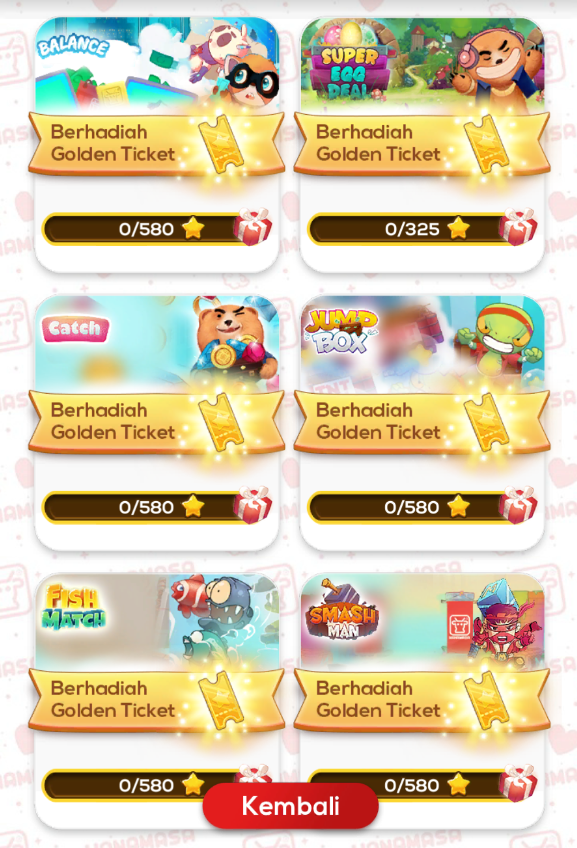 BALANCE
Berhadiah
Golden Ticket
0/580
SUPER
EGG
DEAL
Berhadiah
Golden Ticket
0/325
Catch
Berhadiah
Golden Ticket
0/580
JUMP
BOX
TNT
Berhadiah
Golden Ticket
0/580
FISH
MATCH
Berhadiah
Golden Ticket
0/580
SMASH
MAN
Berhadiah
Golden Ticket
0/580
Kembali